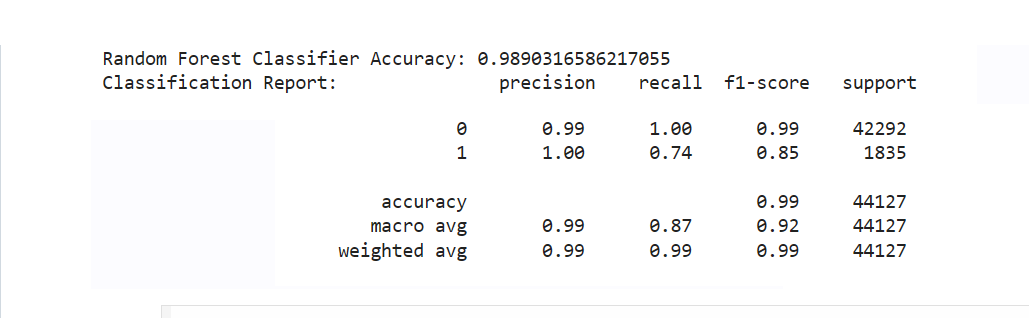 Random Forest Classifier Accuracy: 0.9890316586217055
Classification Report: precision recall f1-score support
0 0.99 1.00 0.99 42292
1 1.00 0.74 0.85 1835
accuracy 0.99 44127
macro avg 0.99 0.87 0.92 44127
weighted avg 0.99 0.99 0.99 44127